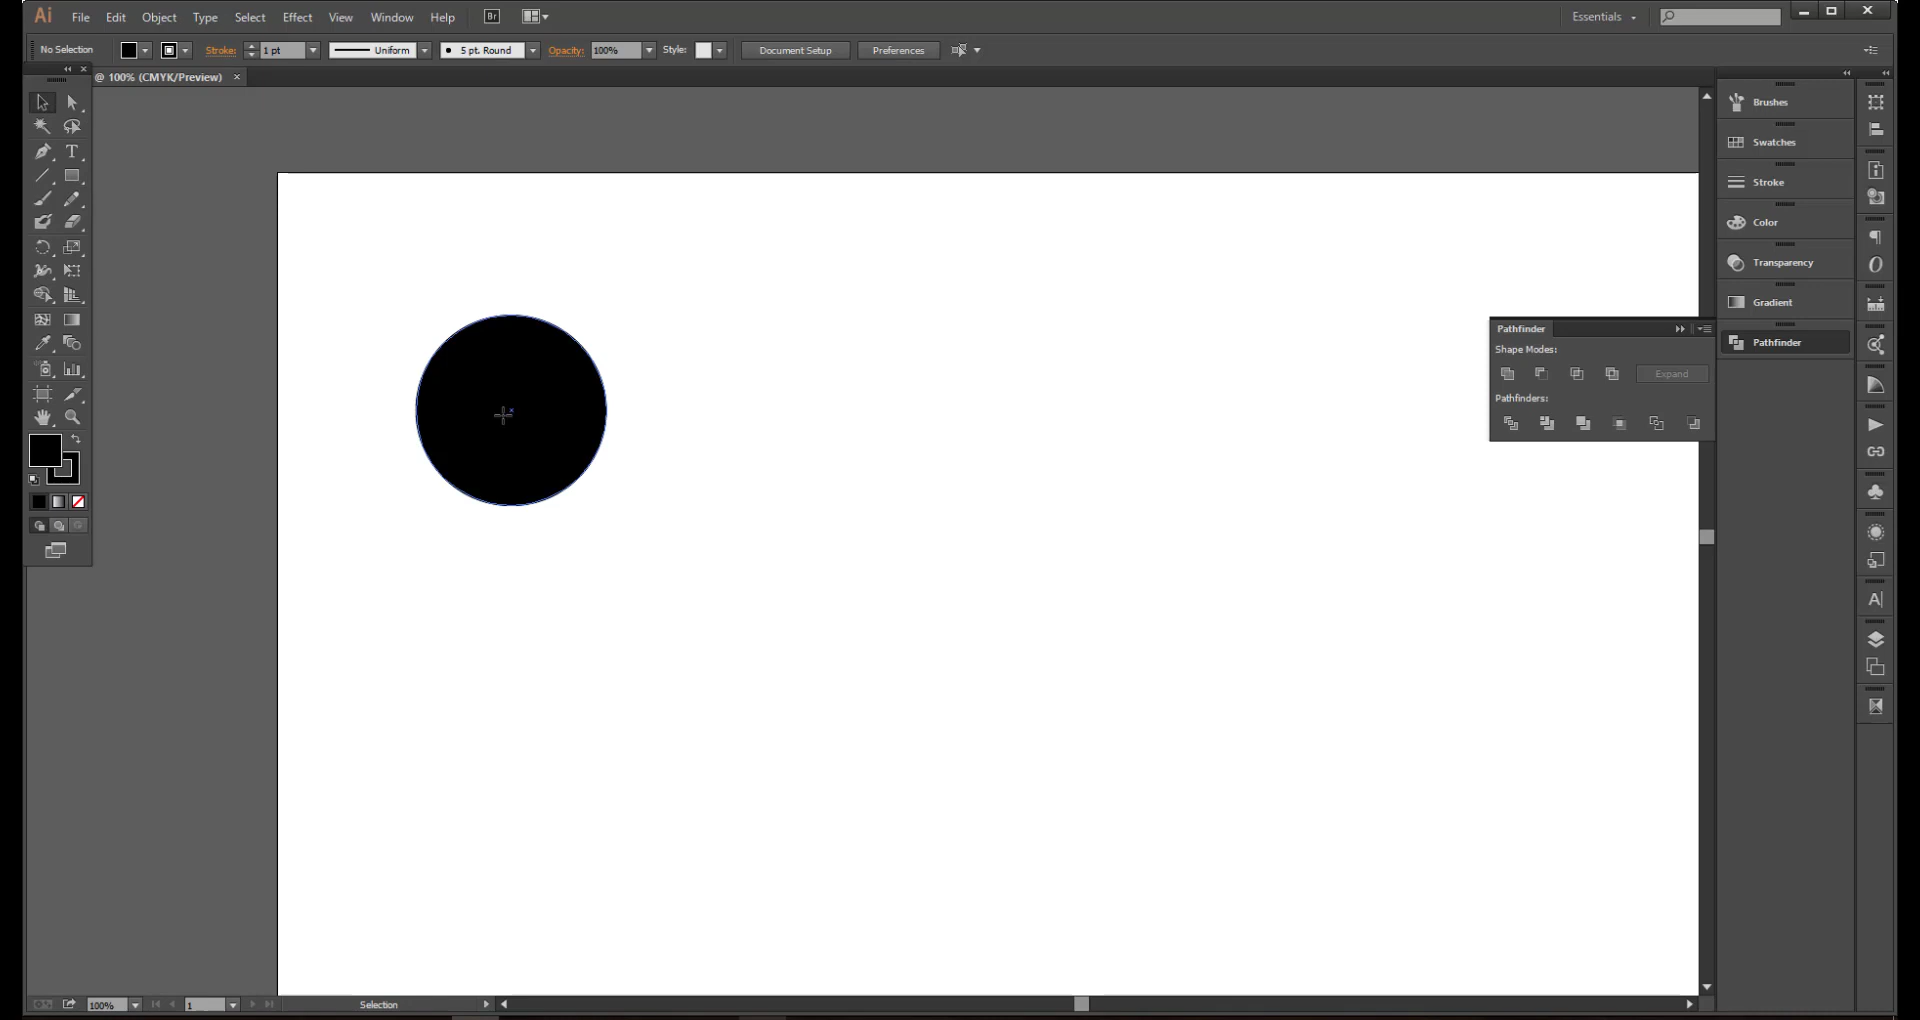 Ai File Edit Object Type Select Effect View Window Help Br Essentials
No Selection Stroke: 1 pt Uniform 5 pt. Round Opacity: 100% Style: Document Setup Preferences
@ 100% (CMYK/Preview) ×
Brushes
Swatches
Stroke
Color
Transparency
Gradient
Pathfinder
Pathfinder
Shape Modes:
Expand
Pathfinders:
100% 1 Selection